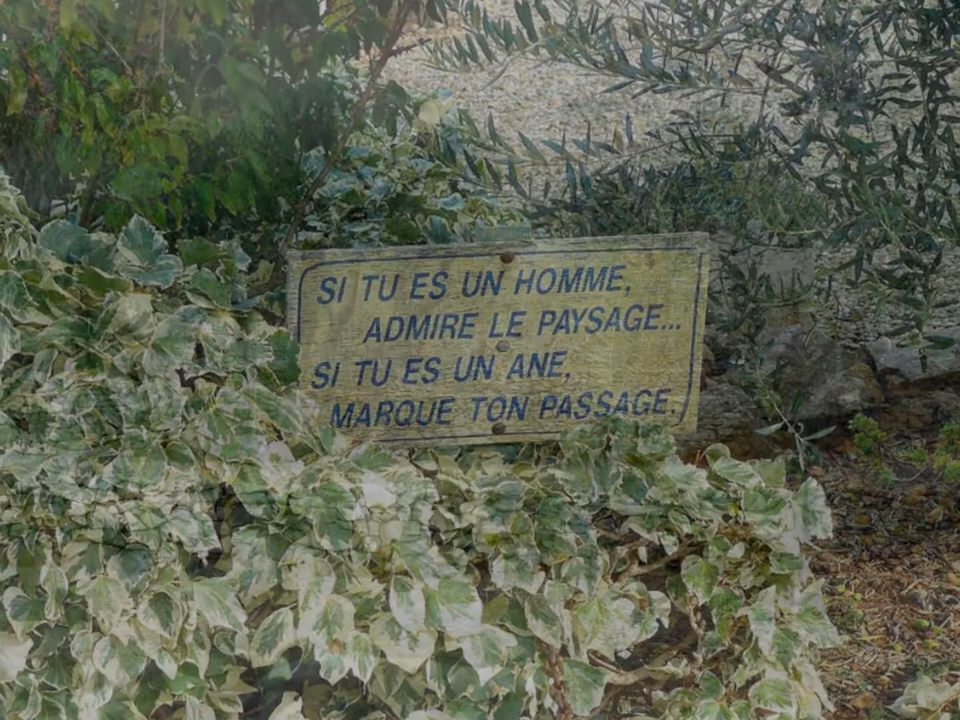 SI TU ES UN HOMME,
ADMIRE LE PAYSAGE...
SI TU ES UN ANE,
MARQUE TON PASSAGE.